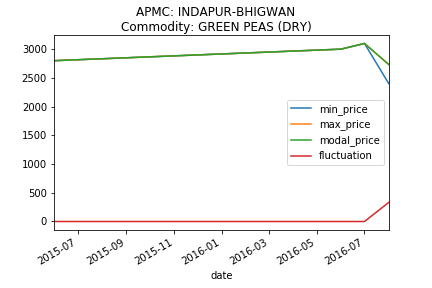 APMC: INDAPUR-BHIGWAN
Commodity: GREEN PEAS (DRY)
3000
2500
2000
1500
1000
500
0
min_price
max_price
modal_price
fluctuation
2015-07
2015-09
2015-11
2016-01
2016-03
2016-05
2016-07
date